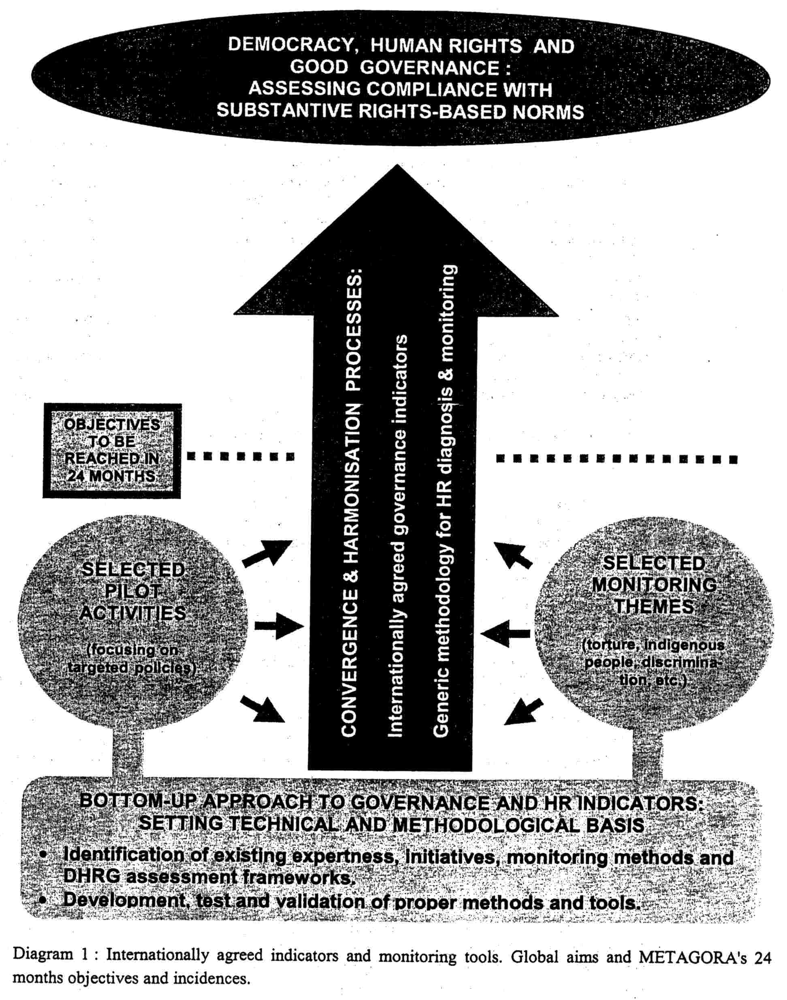 DEMOCRACY, HUMAN RIGHTS AND
GOOD GOVERNANCE :
ASSESSING COMPLIANCE WITH
SUBSTANTIVE RIGHTS-BASED NORMS
CONVERGENCE & HARMONISATION PROCESSES:
Internationally agreed governance indicators
Generic methodology for HR diagnosis & monitoring
OBJECTIVES
TO BE
REACHED IN
24 MONTHS
SELECTED
PILOT
ACTIVITIES
(focusing on
targeted policies)
SELECTED
MONITORING
THEMES
(torture, indigenous
people, discrimina-
tion, etc.)
BOTTOM-UP APPROACH TO GOVERNANCE AND HR INDICATORS:
SETTING TECHNICAL AND METHODOLOGICAL BASIS
• Identification of existing expertness, initiatives, monitoring methods and
DHRG assessment frameworks.
• Development, test and validation of proper methods and tools.
Diagram 1 : Internationally agreed indicators and monitoring tools. Global aims and METAGORA's 24
months objectives and incidences.